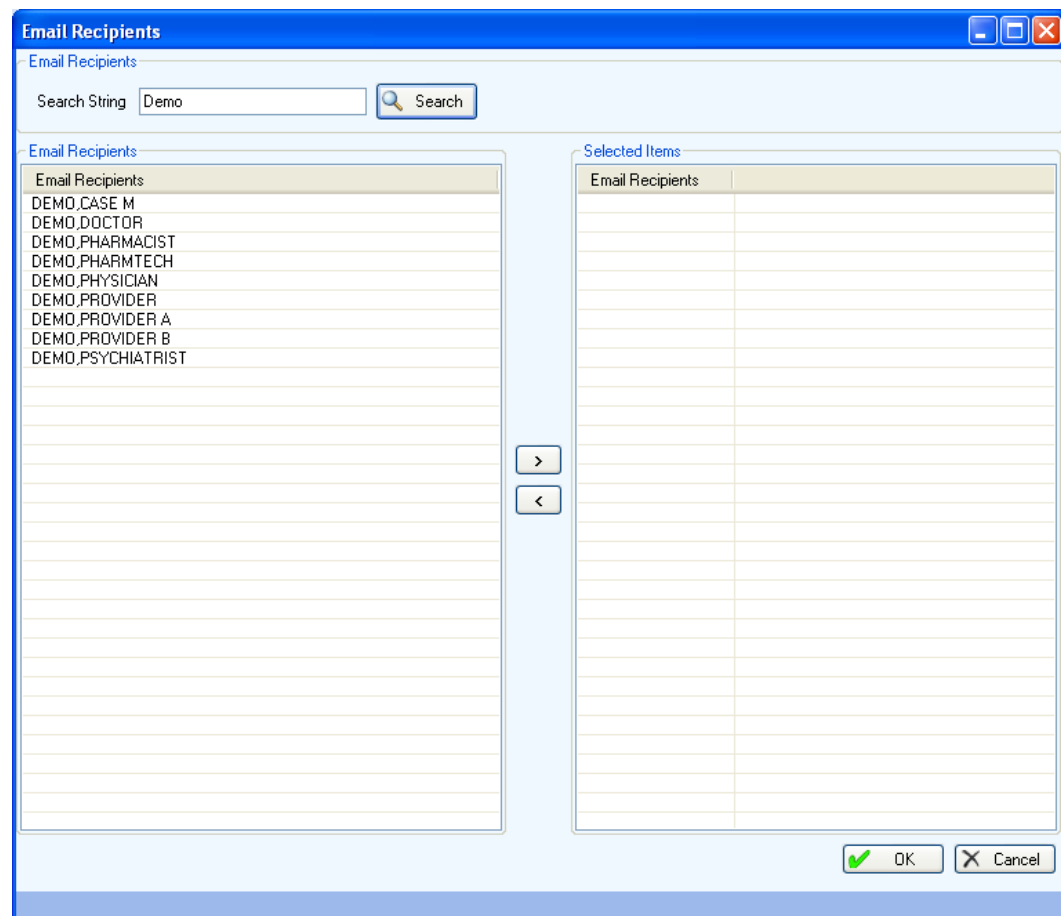 Email Recipients
Email Recipients
Search String Demo Search
Email Recipients
Email Recipients
DEMO,CASE M
DEMO,DOCTOR
DEMO,PHARMACIST
DEMO,PHARMTECH
DEMO,PHYSICIAN
DEMO,PROVIDER
DEMO,PROVIDER A
DEMO,PROVIDER B
DEMO,PSYCHIATRIST
>
<
Selected Items
Email Recipients
OK Cancel